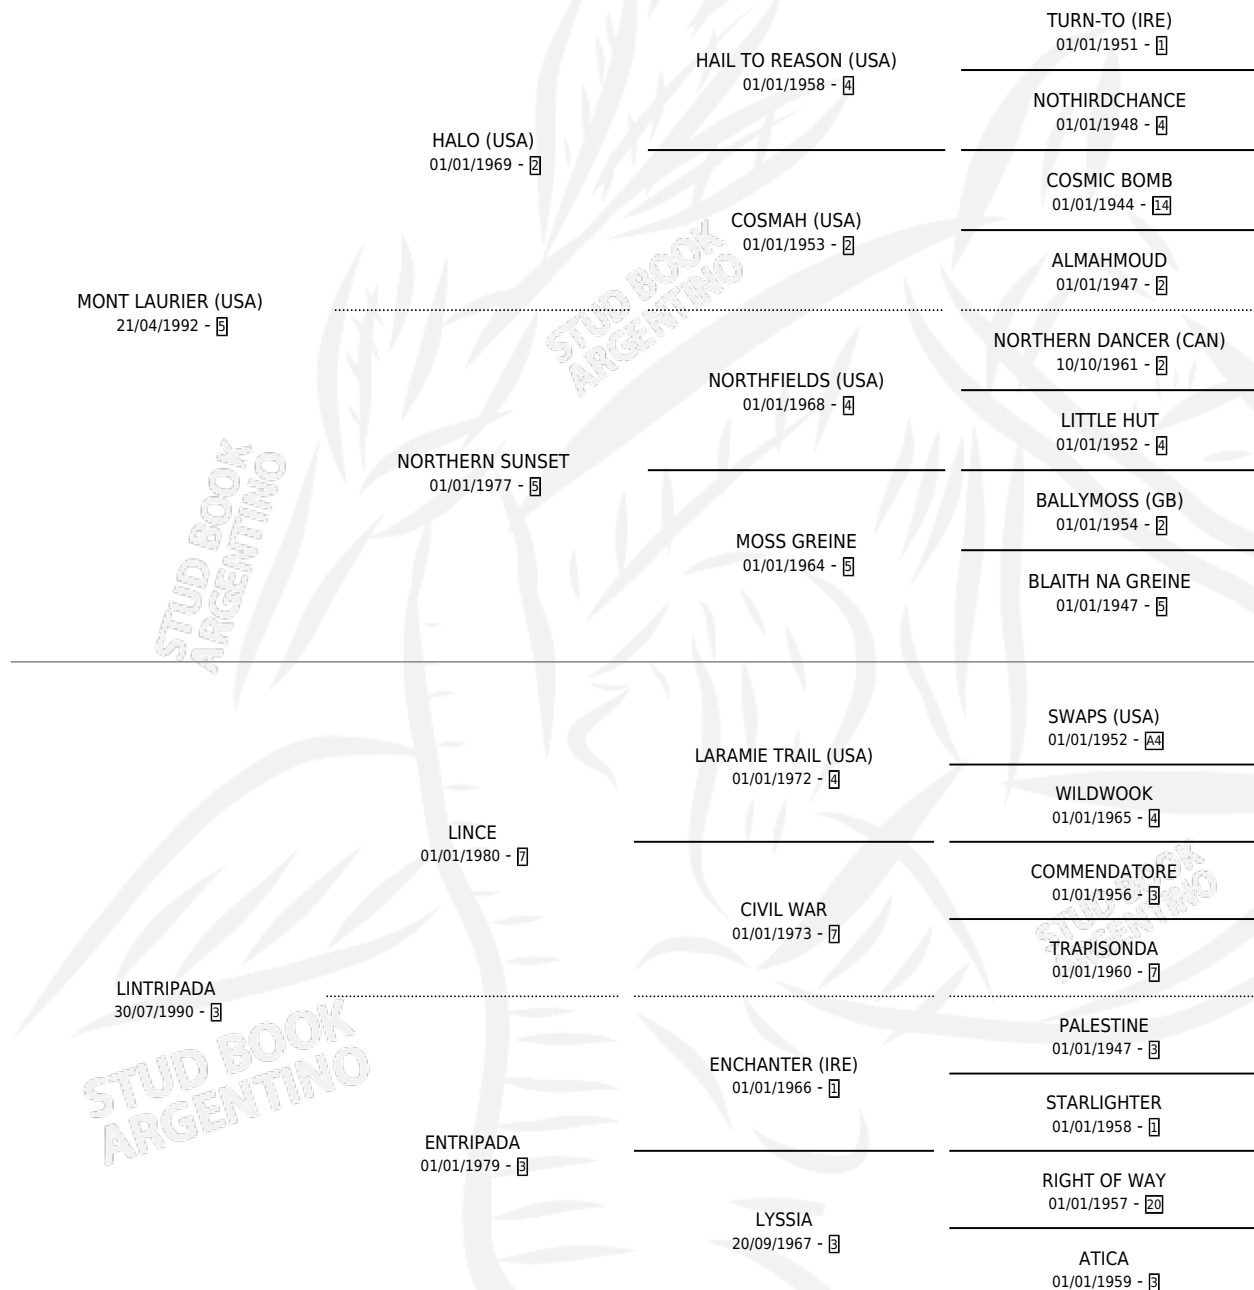 TURN-TO (IRE)
01/01/1951 - 1
HAIL TO REASON (USA)
01/01/1958 - 4
NOTHIRDCHANCE
01/01/1948 - 4
HALO (USA)
01/01/1969 - 2
COSMIC BOMB
01/01/1944 - 14
COSMAH (USA)
01/01/1953 - 2
ALMAHMOUD
01/01/1947 - 2
MONT LAURIER (USA)
21/04/1992 - 5
STUD BOOK
ARGENTINO
NORTHERN DANCER (CAN)
10/10/1961 - 2
NORTHFIELDS (USA)
01/01/1968 - 4
LITTLE HUT
01/01/1952 - 4
NORTHERN SUNSET
01/01/1977 - 5
BALLYMOSS (GB)
01/01/1954 - 2
MOSS GREINE
01/01/1964 - 5
BLAITH NA GREINE
01/01/1947 - 5
STUD BOOK
ARGENTINO
SWAPS (USA)
01/01/1952 - A4
LARAMIE TRAIL (USA)
01/01/1972 - 4
WILDWOOK
01/01/1965 - 4
LINCE
01/01/1980 - 7
COMMENDATORE
01/01/1956 - 3
STUD BOOK
ARGENTINO
CIVIL WAR
01/01/1973 - 7
TRAPISONDA
01/01/1960 - 7
LINTRIPADA
30/07/1990 - 3
STUD BOOK
ARGENTINO
PALESTINE
01/01/1947 - 3
ENCHANTER (IRE)
01/01/1966 - 1
STARLIGHTER
01/01/1958 - 1
ENTRIPADA
01/01/1979 - 3
RIGHT OF WAY
01/01/1957 - 20
LYSSIA
20/09/1967 - 3
ATICA
01/01/1959 - 3